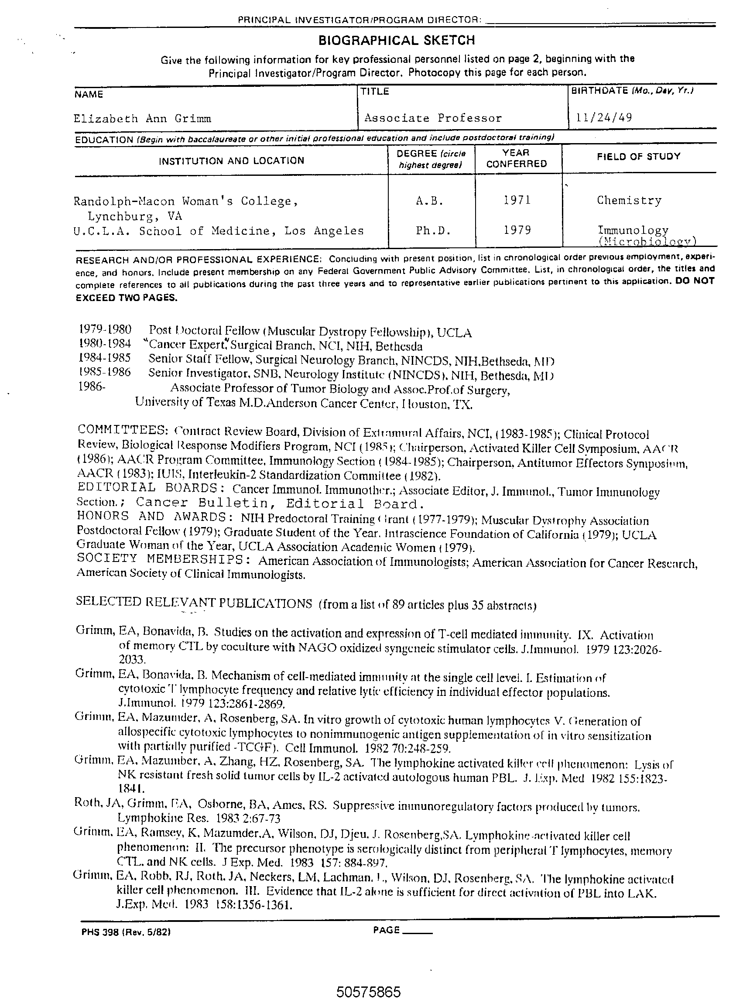 PRINCIPAL INVESTIGATOR/PROGRAM DIRECTOR:
BIOGRAPHICAL SKETCH
Give the following information for key professional personnel listed on page 2, beginning with the
Principal Investigator/Program Director. Photocopy this page for each person.
NAME TITLE BIRTHDATE (Mo., Day, Yr.)
Elizabeth Ann Grimm Associate Professor 11/24/49
EDUCATION (Begin with baccalaureate or other initial professional education and include postdoctoral training)
INSTITUTION AND LOCATION DEGREE (circle highest degree) YEAR CONFERRED FIELD OF STUDY
Randolph-Macon Woman's College, A.B. 1971 Chemistry
Lynchburg, VA
U.C.L.A. School of Medicine, Los Angeles Ph.D. 1979 Immunology
(Microbiology)
RESEARCH AND/OR PROFESSIONAL EXPERIENCE: Concluding with present position, list in chronological order previous employment, experi-
ence, and honors. Include present membership on any Federal Government Public Advisory Committee. List, in chronological order, the titles and
complete references to all publications during the past three years and to representative earlier publications pertinent to this application. DO NOT
EXCEED TWO PAGES.
1979-1980 Post Doctoral Fellow (Muscular Dystropy Fellowship), UCLA
1980-1984 "Cancer Expert," Surgical Branch, NCI, NIH, Bethesda
1984-1985 Senior Staff Fellow, Surgical Neurology Branch, NINCDS, NIH,Bethseda, MD
1985-1986 Senior Investigator, SNB, Neurology Institute (NINCDS), NIH, Bethesda, MD
1986- Associate Professor of Tumor Biology and Assoc.Prof.of Surgery,
University of Texas M.D.Anderson Cancer Center, Houston, TX.
COMMITTEES: Contract Review Board, Division of Extramural Affairs, NCI, (1983-1985); Clinical Protocol
Review, Biological Response Modifiers Program, NCI (1985); Chairperson, Activated Killer Cell Symposium, AACR
(1986); AACR Program Committee, Immunology Section (1984-1985); Chairperson, Antitumor Effectors Symposium,
AACR (1983); IUIS, Interleukin-2 Standardization Committee (1982).
EDITORIAL BOARDS: Cancer Immunol. Immunother.; Associate Editor, J. Immunol., Tumor Immunology
Section.; Cancer Bulletin, Editorial Board.
HONORS AND AWARDS: NIH Predoctoral Training Grant (1977-1979); Muscular Dystrophy Association
Postdoctoral Fellow (1979); Graduate Student of the Year, Intrascience Foundation of California (1979); UCLA
Graduate Woman of the Year, UCLA Association Academic Women (1979).
SOCIETY MEMBERSHIPS: American Association of Immunologists; American Association for Cancer Research,
American Society of Clinical Immunologists.
SELECTED RELEVANT PUBLICATIONS (from a list of 89 articles plus 35 abstracts)
Grimm, EA, Bonavida, B. Studies on the activation and expression of T-cell mediated immunity. IX. Activation
of memory CTL by coculture with NAGO oxidized syngeneic stimulator cells. J.Immunol. 1979 123:2026-
2033.
Grimm, EA, Bonavida, B. Mechanism of cell-mediated immunity at the single cell level. I. Estimation of
cytotoxic T lymphocyte frequency and relative lytic efficiency in individual effector populations.
J.Immunol. 1979 123:2861-2869.
Grimm, EA, Mazumder, A, Rosenberg, SA. In vitro growth of cytotoxic human lymphocytes V. Generation of
allospecific cytotoxic lymphocytes to nonimmunogenic antigen supplementation of in vitro sensitization
with partially purified -TCGF). Cell Immunol. 1982 70:248-259.
Grimm, EA, Mazumber, A, Zhang, HZ, Rosenberg, SA. The lymphokine activated killer cell phenomenon: Lysis of
NK resistant fresh solid tumor cells by IL-2 activated autologous human PBL. J. Exp. Med 1982 155:1823-
1841.
Roth, JA, Grimm, EA, Osborne, BA, Ames, RS. Suppressive immunoregulatory factors produced by tumors.
Lymphokine Res. 1983 2:67-73
Grimm, EA, Ramsey, K, Mazumder,A, Wilson, DJ, Djeu, J. Rosenberg,SA. Lymphokine-activated killer cell
phenomenon: II. The precursor phenotype is serologically distinct from peripheral T lymphocytes, memory
CTL, and NK cells. J Exp. Med. 1983 157: 884-897.
Grimm, EA, Robb, RJ, Roth, JA, Neckers, LM, Lachman, L, Wilson, DJ, Rosenberg, SA. The lymphokine activated
killer cell phenomenon. III. Evidence that IL-2 alone is sufficient for direct activation of PBL into LAK.
J.Exp. Med. 1983 158:1356-1361.
PHS 398 (Rev. 5/82) PAGE
50575865